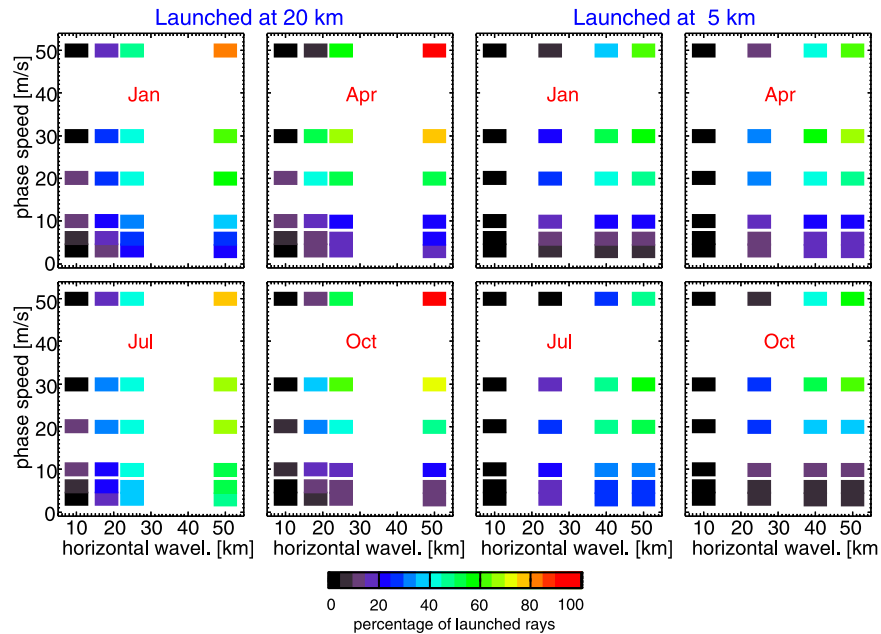 Launched at 20 km
Launched at 5 km
phase speed [m/s]
50
40
30
20
10
0
Jan
Apr
Jan
Apr
phase speed [m/s]
50
40
30
20
10
0
Jul
Oct
Jul
Oct
10 20 30 40 50
10 20 30 40 50
10 20 30 40 50
10 20 30 40 50
horizontal wavel. [km]
horizontal wavel. [km]
horizontal wavel. [km]
horizontal wavel. [km]
0 20 40 60 80 100
percentage of launched rays